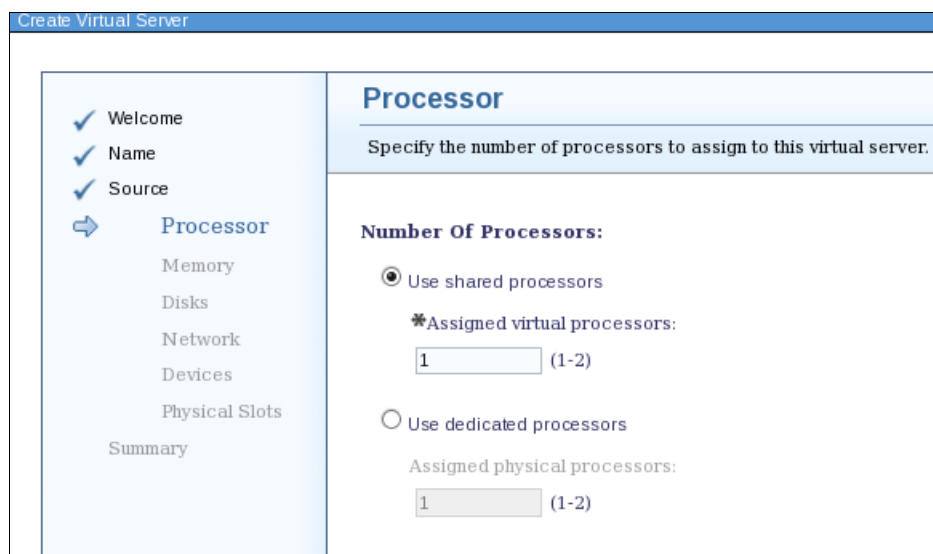 Create Virtual Server
Welcome
Name
Source
Processor
Memory
Disks
Network
Devices
Physical Slots
Summary
Processor
Specify the number of processors to assign to this virtual server.
Number Of Processors:
Use shared processors
*Assigned virtual processors:
1 (1-2)
Use dedicated processors
Assigned physical processors:
1 (1-2)